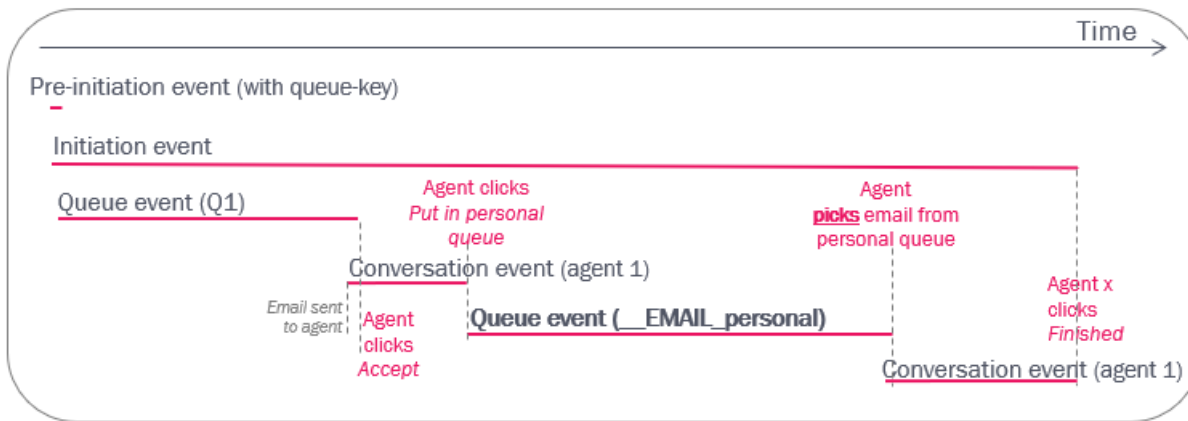 Time
Pre-initiation event (with queue-key)
Initiation event
Queue event (Q1)
Agent clicks
Put in personal
queue
Agent
picks email from
personal queue
Conversation event (agent 1)
Email sent
to agent
Agent
clicks
Accept
Queue event (__EMAIL_personal)
Agent x
clicks
Finished
Conversation event (agent 1)